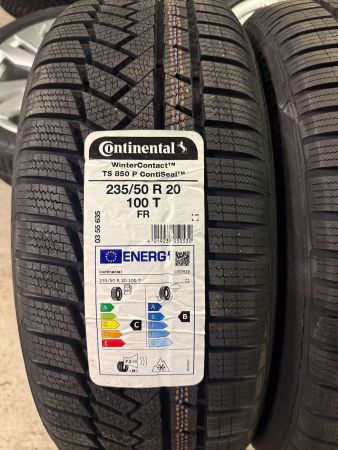 Continental
WinterContact™
TS 850 P ContiSeal™
235/50 R 20
100 T
FR
03 55 635
ENERG
Continental
235/50 R 20 100 T
C1
A
B
C
D
E
A
B
C
D
E
C
B